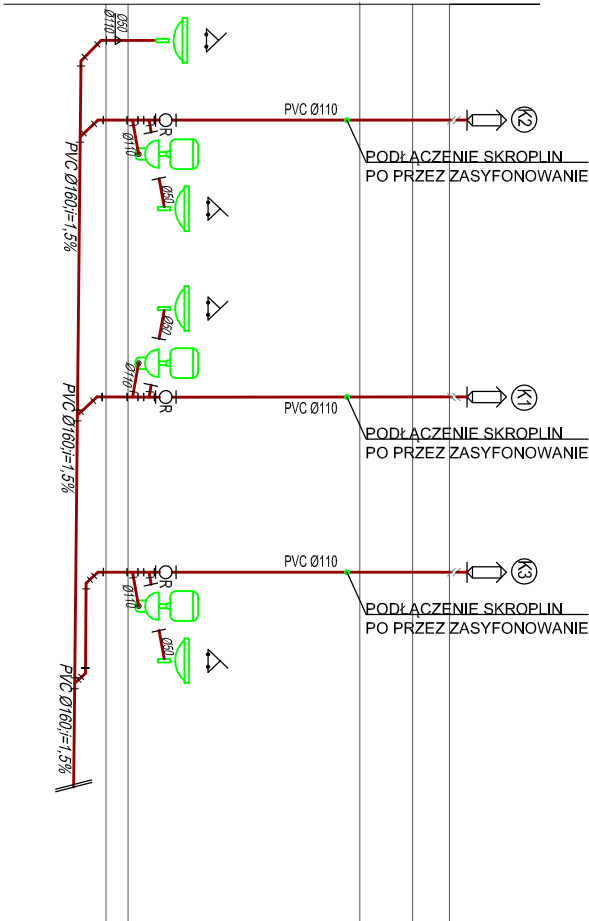 Ø50
Ø110
K2
PVC Ø110
R
Ø110
PODŁĄCZENIE SKROPLIN
PO PRZEZ ZASYFONOWANIE
PVC Ø160;i=1,5%
Ø50
Ø50
Ø110
K1
PVC Ø110
R
PODŁĄCZENIE SKROPLIN
PO PRZEZ ZASYFONOWANIE
PVC Ø160;i=1,5%
K3
PVC Ø110
R
Ø110
PODŁĄCZENIE SKROPLIN
PO PRZEZ ZASYFONOWANIE
Ø50
PVC Ø160;i=1,5%